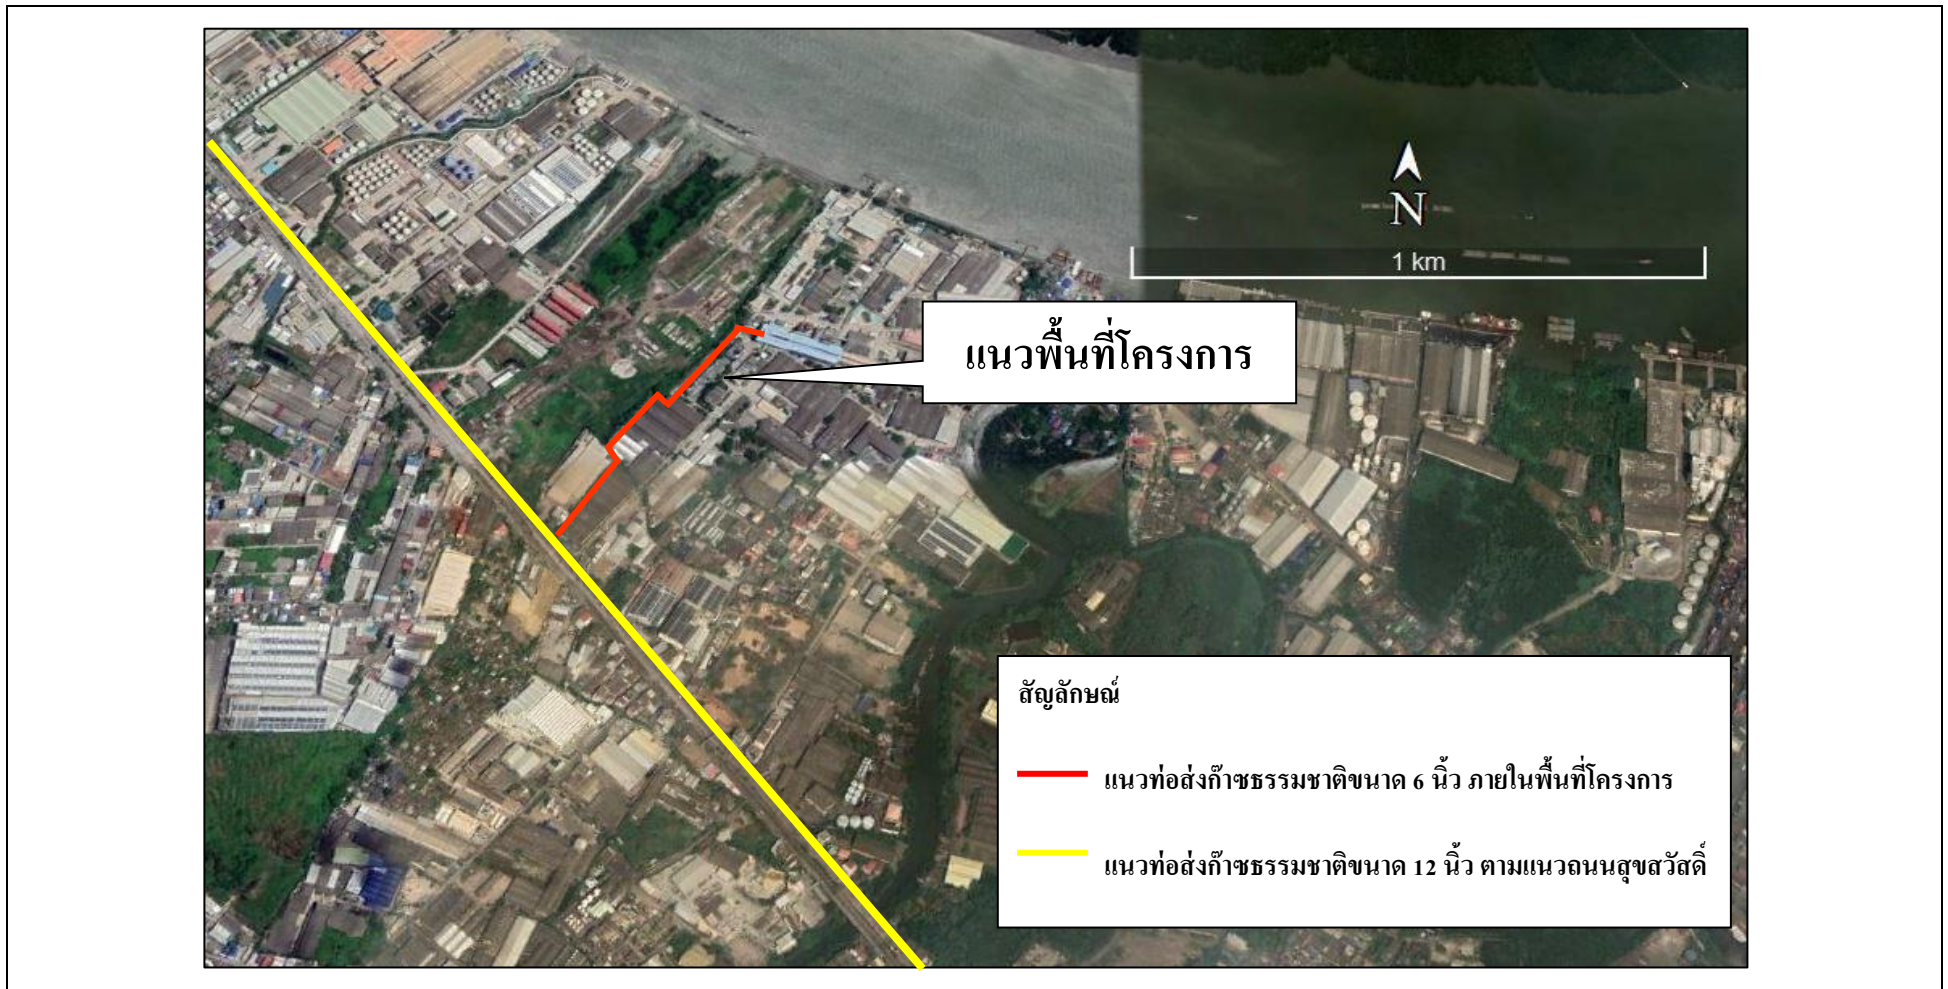 N
1 km
แนวพื้นที่โครงการ
สัญลักษณ์
แนวท่อส่งก๊าซธรรมชาติขนาด 6 นิ้ว ภายในพื้นที่โครงการ
แนวท่อส่งก๊าซธรรมชาติขนาด 12 นิ้ว ตามแนวถนนสุขสวัสดิ์